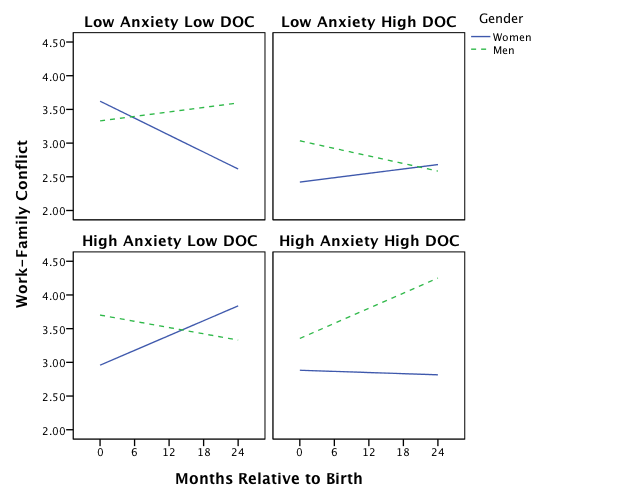 Low Anxiety Low DOC
Low Anxiety High DOC
Gender
Women
Men
4.50
4.00
3.50
3.00
2.50
2.00
High Anxiety Low DOC
High Anxiety High DOC
4.50
4.00
3.50
3.00
2.50
2.00
Work-Family Conflict
0 6 12 18 24
0 6 12 18 24
Months Relative to Birth